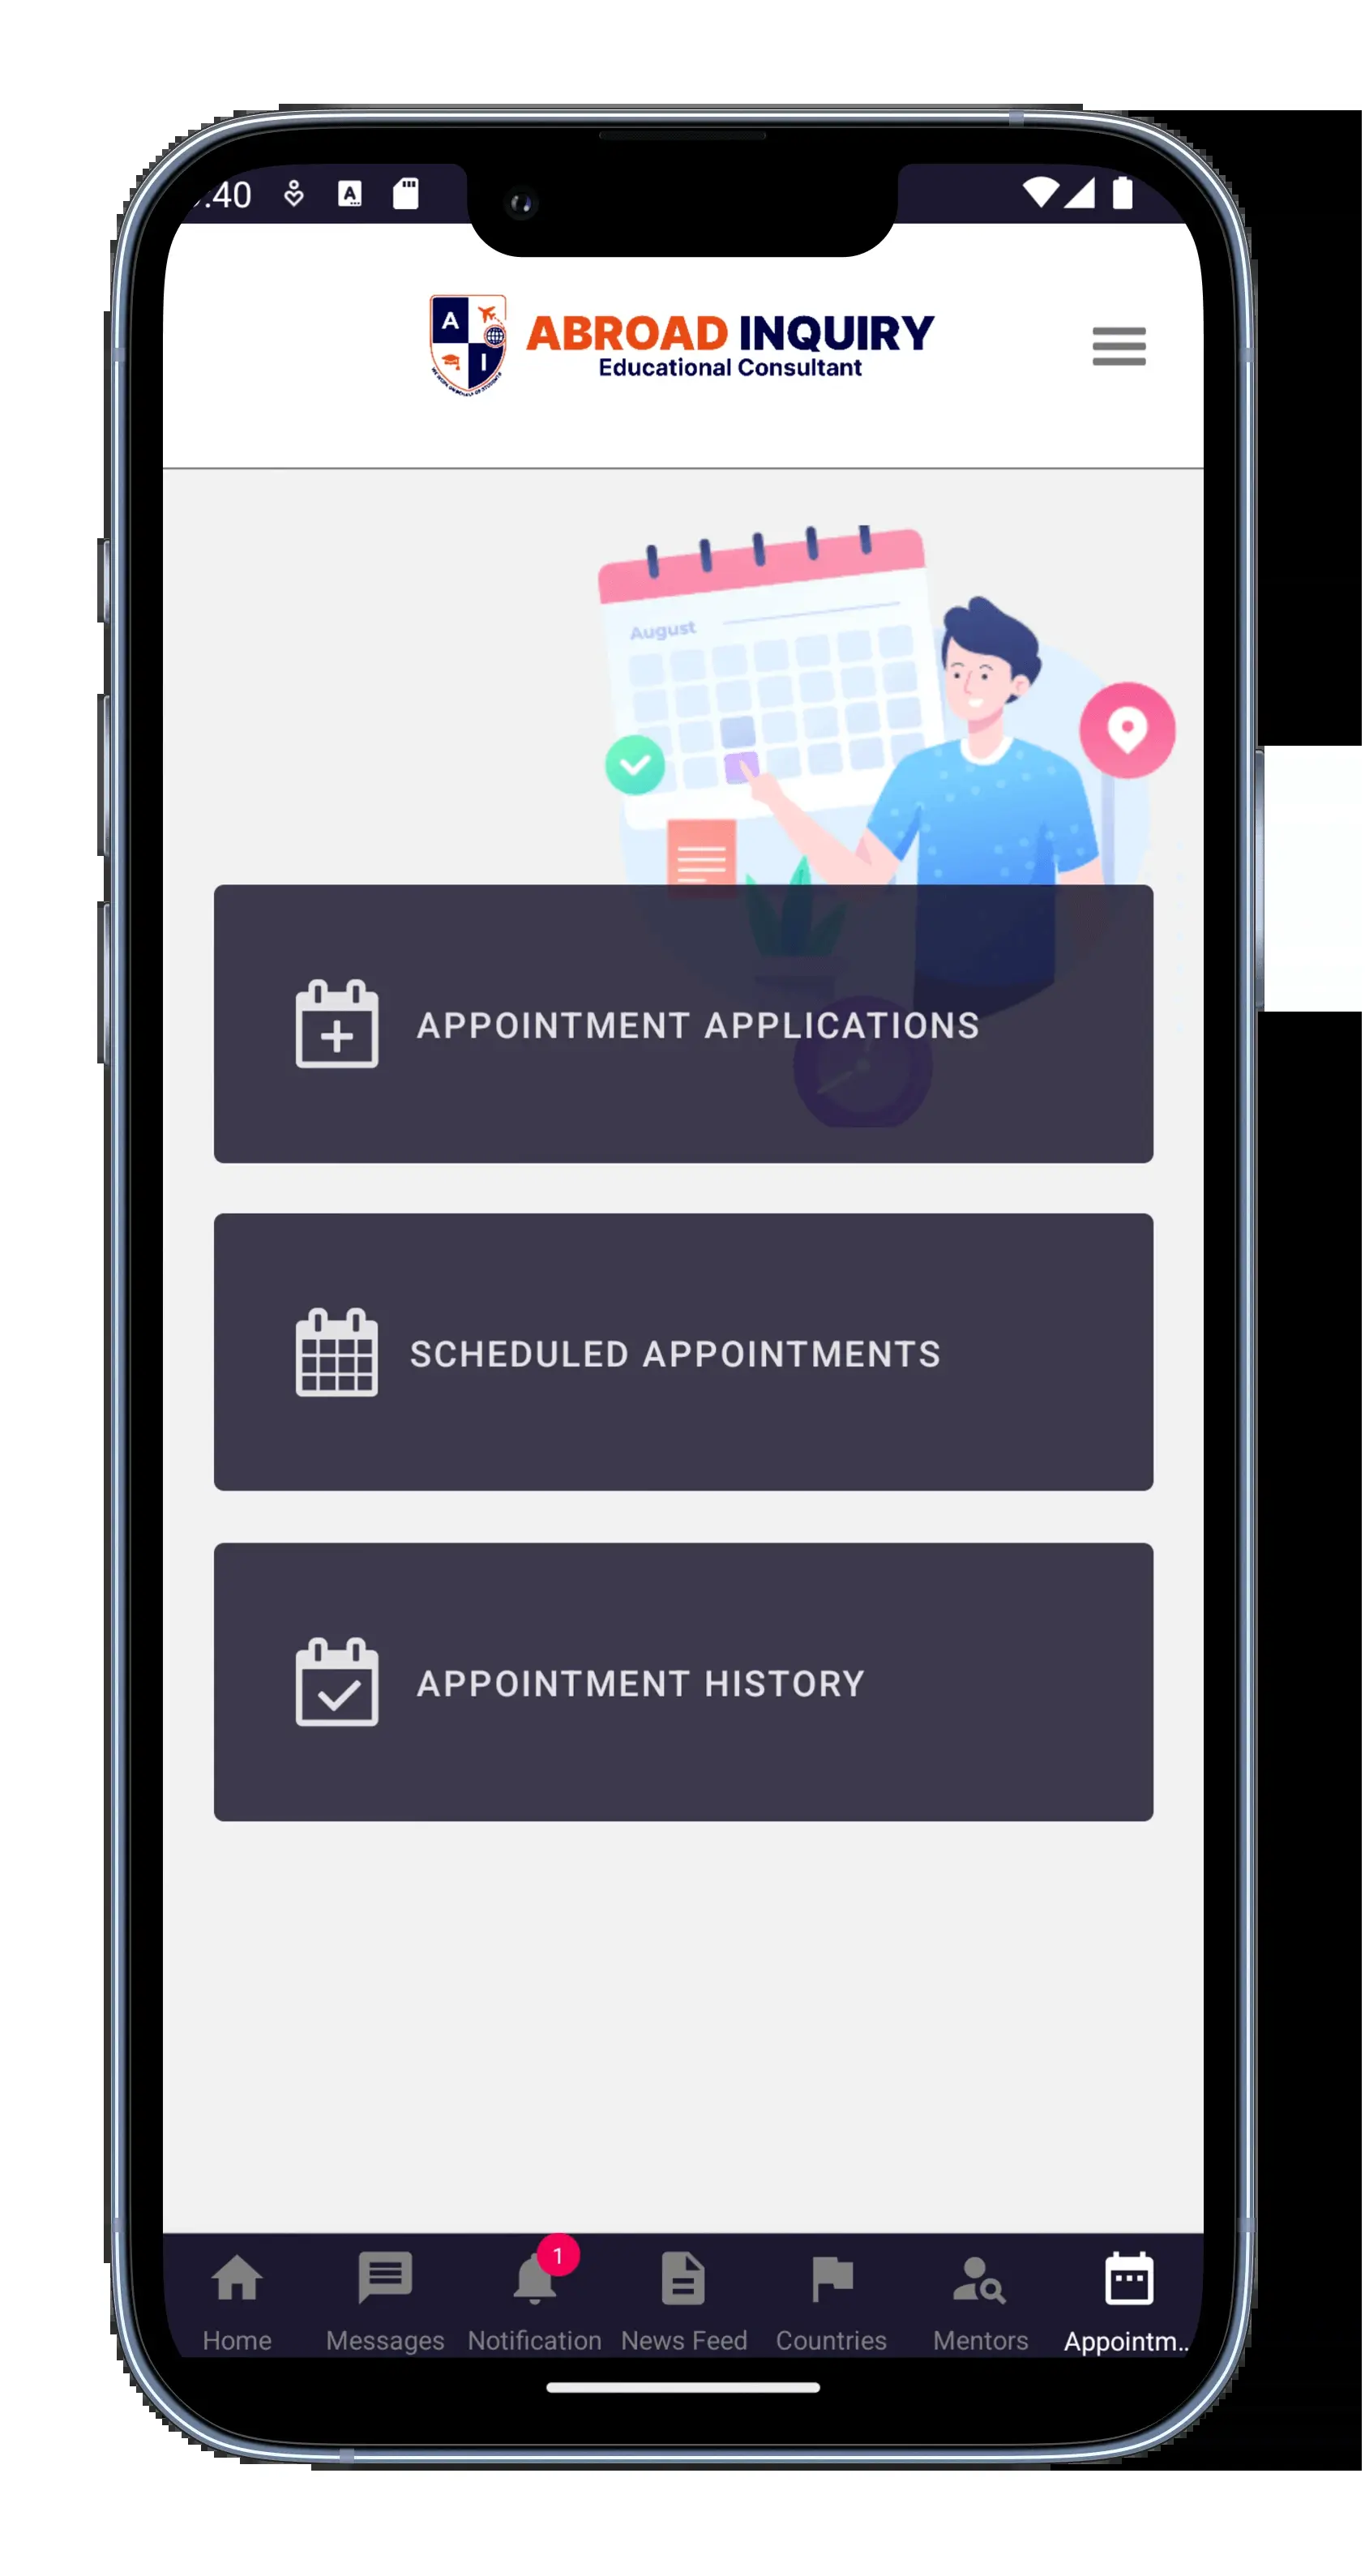 :40
A
A
I
ABROAD INQUIRY
Educational Consultant
August
APPOINTMENT APPLICATIONS
SCHEDULED APPOINTMENTS
APPOINTMENT HISTORY
1
Home
Messages
Notification
News Feed
Countries
Mentors
Appointm..